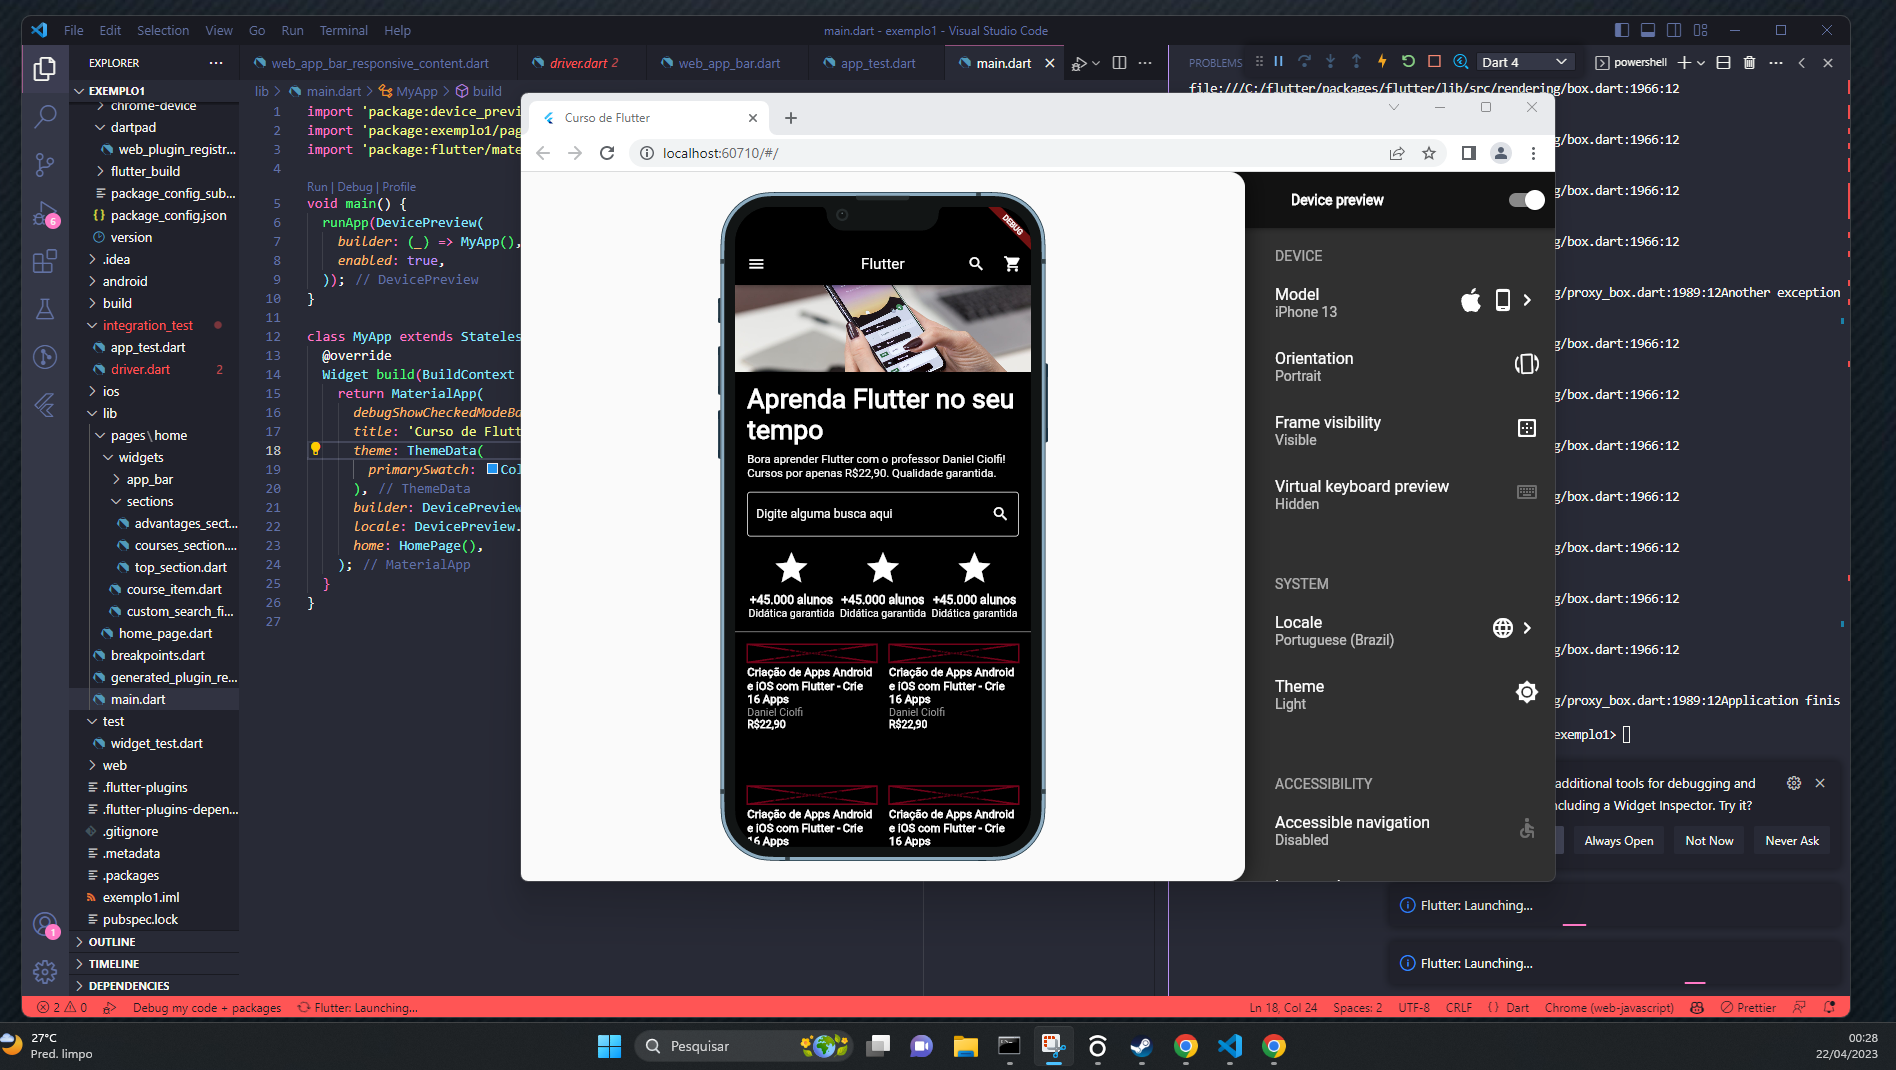 File Edit Selection View Go Run Terminal Help
main.dart - exemplo1 - Visual Studio Code
EXPLORER
web_app_bar_responsive_content.dart
driver.dart 2
web_app_bar.dart
app_test.dart
main.dart
PROBLEMS
Dart 4
powershell
EXEMPLO1
chrome-device
dartpad
web_plugin_registr...
flutter_build
package_config_sub...
package_config.json
version
.idea
android
build
integration_test
app_test.dart
driver.dart 2
ios
lib
pages\home
widgets
app_bar
sections
advantages_sect...
courses_section....
top_section.dart
course_item.dart
custom_search_fi...
home_page.dart
breakpoints.dart
generated_plugin_re...
main.dart
test
widget_test.dart
web
.flutter-plugins
.flutter-plugins-depen...
.gitignore
.metadata
.packages
exemplo1.iml
pubspec.lock
OUTLINE
TIMELINE
DEPENDENCIES
6
1
lib > main.dart > MyApp > build
1 import 'package:device_previ
2 import 'package:exemplo1/pag
3 import 'package:flutter/mate
4
Run | Debug | Profile
5 void main() {
6 runApp(DevicePreview(
7 builder: (_) => MyApp(),
8 enabled: true,
9 )); // DevicePreview
10 }
11
12 class MyApp extends Stateles
13 @override
14 Widget build(BuildContext
15 return MaterialApp(
16 debugShowCheckedModeBa
17 title: 'Curso de Flutt
18 theme: ThemeData(
19 primarySwatch: Col
20 ), // ThemeData
21 builder: DevicePreview
22 locale: DevicePreview.
23 home: HomePage(),
24 ); // MaterialApp
25 }
26 }
27
Curso de Flutter
localhost:60710/#/
DEBUG
Flutter
Aprenda Flutter no seu
tempo
Bora aprender Flutter com o professor Daniel Ciolfi!
Cursos por apenas R$22,90. Qualidade garantida.
Digite alguma busca aqui
+45.000 alunos +45.000 alunos +45.000 alunos
Didática garantida Didática garantida Didática garantida
Criação de Apps Android
e iOS com Flutter - Crie
16 Apps
Daniel Ciolfi
R$22,90
Criação de Apps Android
e iOS com Flutter - Crie
16 Apps
Daniel Ciolfi
R$22,90
Criação de Apps Android
e iOS com Flutter - Crie
16 Apps
Criação de Apps Android
e iOS com Flutter - Crie
16 Apps
Device preview
DEVICE
Model
iPhone 13
Orientation
Portrait
Frame visibility
Visible
Virtual keyboard preview
Hidden
SYSTEM
Locale
Portuguese (Brazil)
Theme
Light
ACCESSIBILITY
Accessible navigation
Disabled
file:///C:/flutter/packages/flutter/lib/src/rendering/box.dart:1966:12
g/box.dart:1966:12
g/box.dart:1966:12
g/box.dart:1966:12
g/proxy_box.dart:1989:12Another exception
g/box.dart:1966:12
g/box.dart:1966:12
g/box.dart:1966:12
g/box.dart:1966:12
g/box.dart:1966:12
g/box.dart:1966:12
g/box.dart:1966:12
g/proxy_box.dart:1989:12Application finis
exemplo1>
additional tools for debugging and
ncluding a Widget Inspector. Try it?
Always Open
Not Now
Never Ask
Flutter: Launching...
Flutter: Launching...
2 0 Debug my code + packages Flutter: Launching...
Ln 18, Col 24 Spaces: 2 UTF-8 CRLF { } Dart Chrome (web-javascript) Prettier
27°C
Pred. limpo
Pesquisar
00:28
22/04/2023